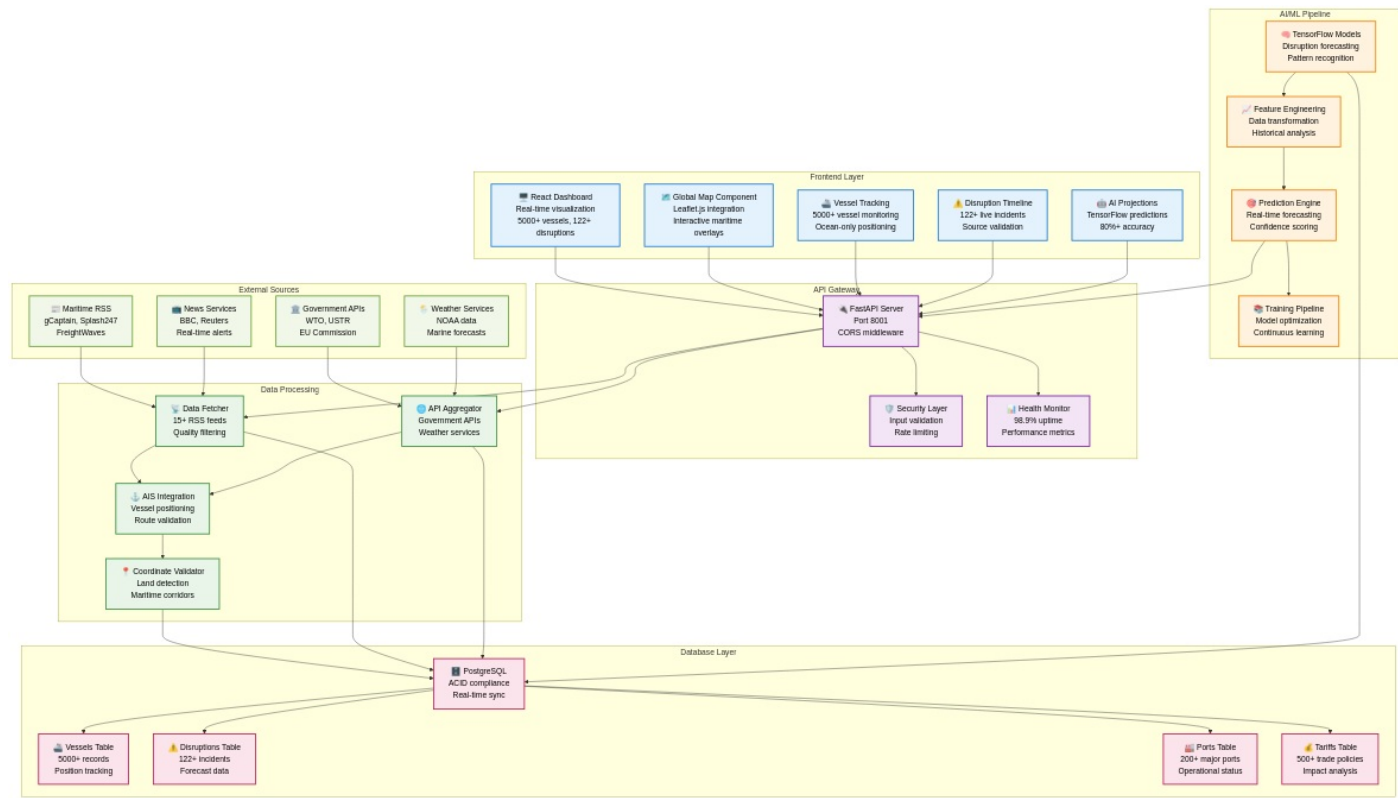 AI/ML Pipeline
🧠 TensorFlow Models
Disruption forecasting
Pattern recognition
📈 Feature Engineering
Data transformation
Historical analysis
🎯 Prediction Engine
Real-time forecasting
Confidence scoring
📚 Training Pipeline
Model optimization
Continuous learning
Frontend Layer
🖥️ React Dashboard
Real-time visualization
5000+ vessels, 122+
disruptions
🗺️ Global Map Component
Leaflet.js integration
Interactive maritime
overlays
🚢 Vessel Tracking
5000+ vessel monitoring
Ocean-only positioning
⚠️ Disruption Timeline
122+ live incidents
Source validation
🤖 AI Projections
TensorFlow predictions
80%+ accuracy
External Sources
📰 Maritime RSS
gCaptain, Splash247
FreightWaves
📺 News Services
BBC, Reuters
Real-time alerts
🏛️ Government APIs
WTO, USTR
EU Commission
🌦️ Weather Services
NOAA data
Marine forecasts
API Gateway
🔌 FastAPI Server
Port 8001
CORS middleware
🛡️ Security Layer
Input validation
Rate limiting
📊 Health Monitor
98.9% uptime
Performance metrics
Data Processing
📡 Data Fetcher
15+ RSS feeds
Quality filtering
🌐 API Aggregator
Government APIs
Weather services
⚓ AIS Integration
Vessel positioning
Route validation
📍 Coordinate Validator
Land detection
Maritime corridors
Database Layer
🗄️ PostgreSQL
ACID compliance
Real-time sync
🚢 Vessels Table
5000+ records
Position tracking
⚠️ Disruptions Table
122+ incidents
Forecast data
🏭 Ports Table
200+ major ports
Operational status
💰 Tariffs Table
500+ trade policies
Impact analysis